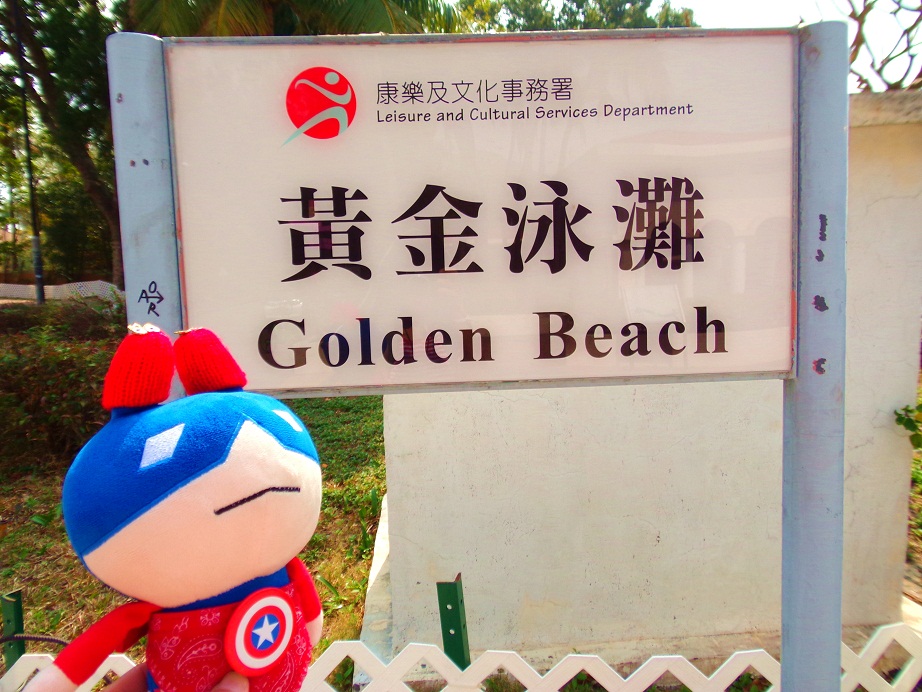 康樂及文化事務署
Leisure and Cultural Services Department
黃金泳灘
Golden Beach